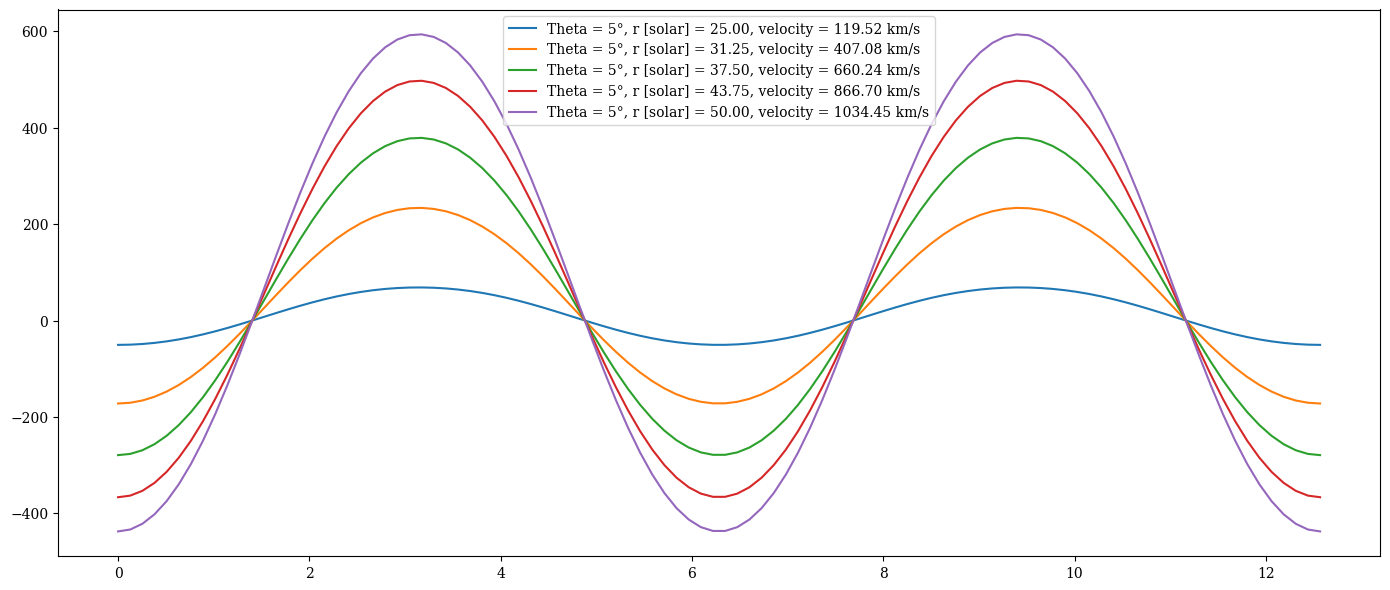 Theta = 5°, r [solar] = 25.00, velocity = 119.52 km/s
Theta = 5°, r [solar] = 31.25, velocity = 407.08 km/s
Theta = 5°, r [solar] = 37.50, velocity = 660.24 km/s
Theta = 5°, r [solar] = 43.75, velocity = 866.70 km/s
Theta = 5°, r [solar] = 50.00, velocity = 1034.45 km/s
600
400
200
0
−200
−400
0 2 4 6 8 10 12